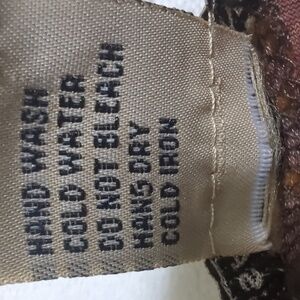 HAND WASH
COLD WATER
DO NOT BLEACH
HANG DRY
COLD IRON